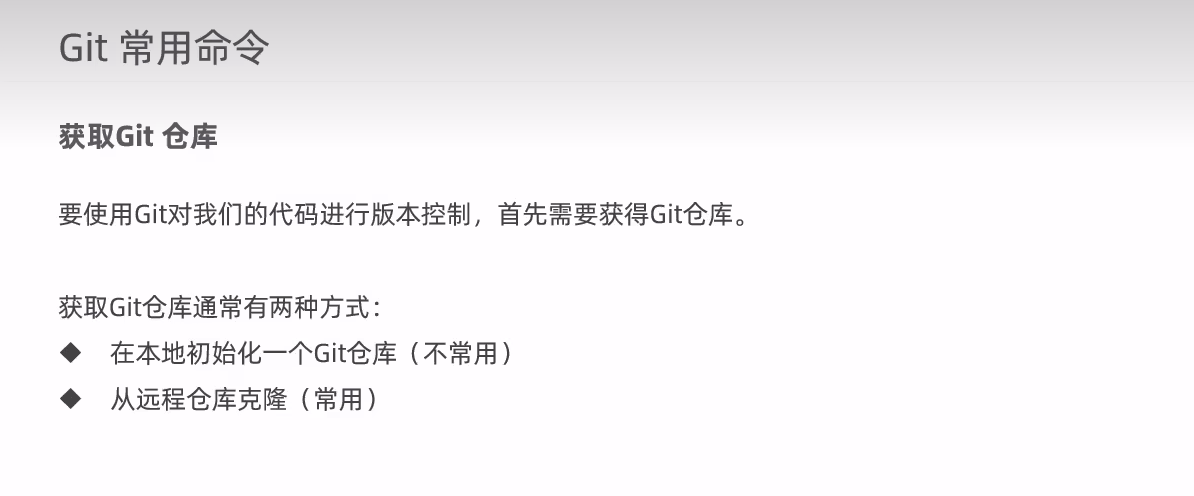 Git 常用命令
获取Git 仓库
要使用Git对我们的代码进行版本控制，首先需要获得Git仓库。
获取Git仓库通常有两种方式：
◆ 在本地初始化一个Git仓库（不常用）
◆ 从远程仓库克隆（常用）